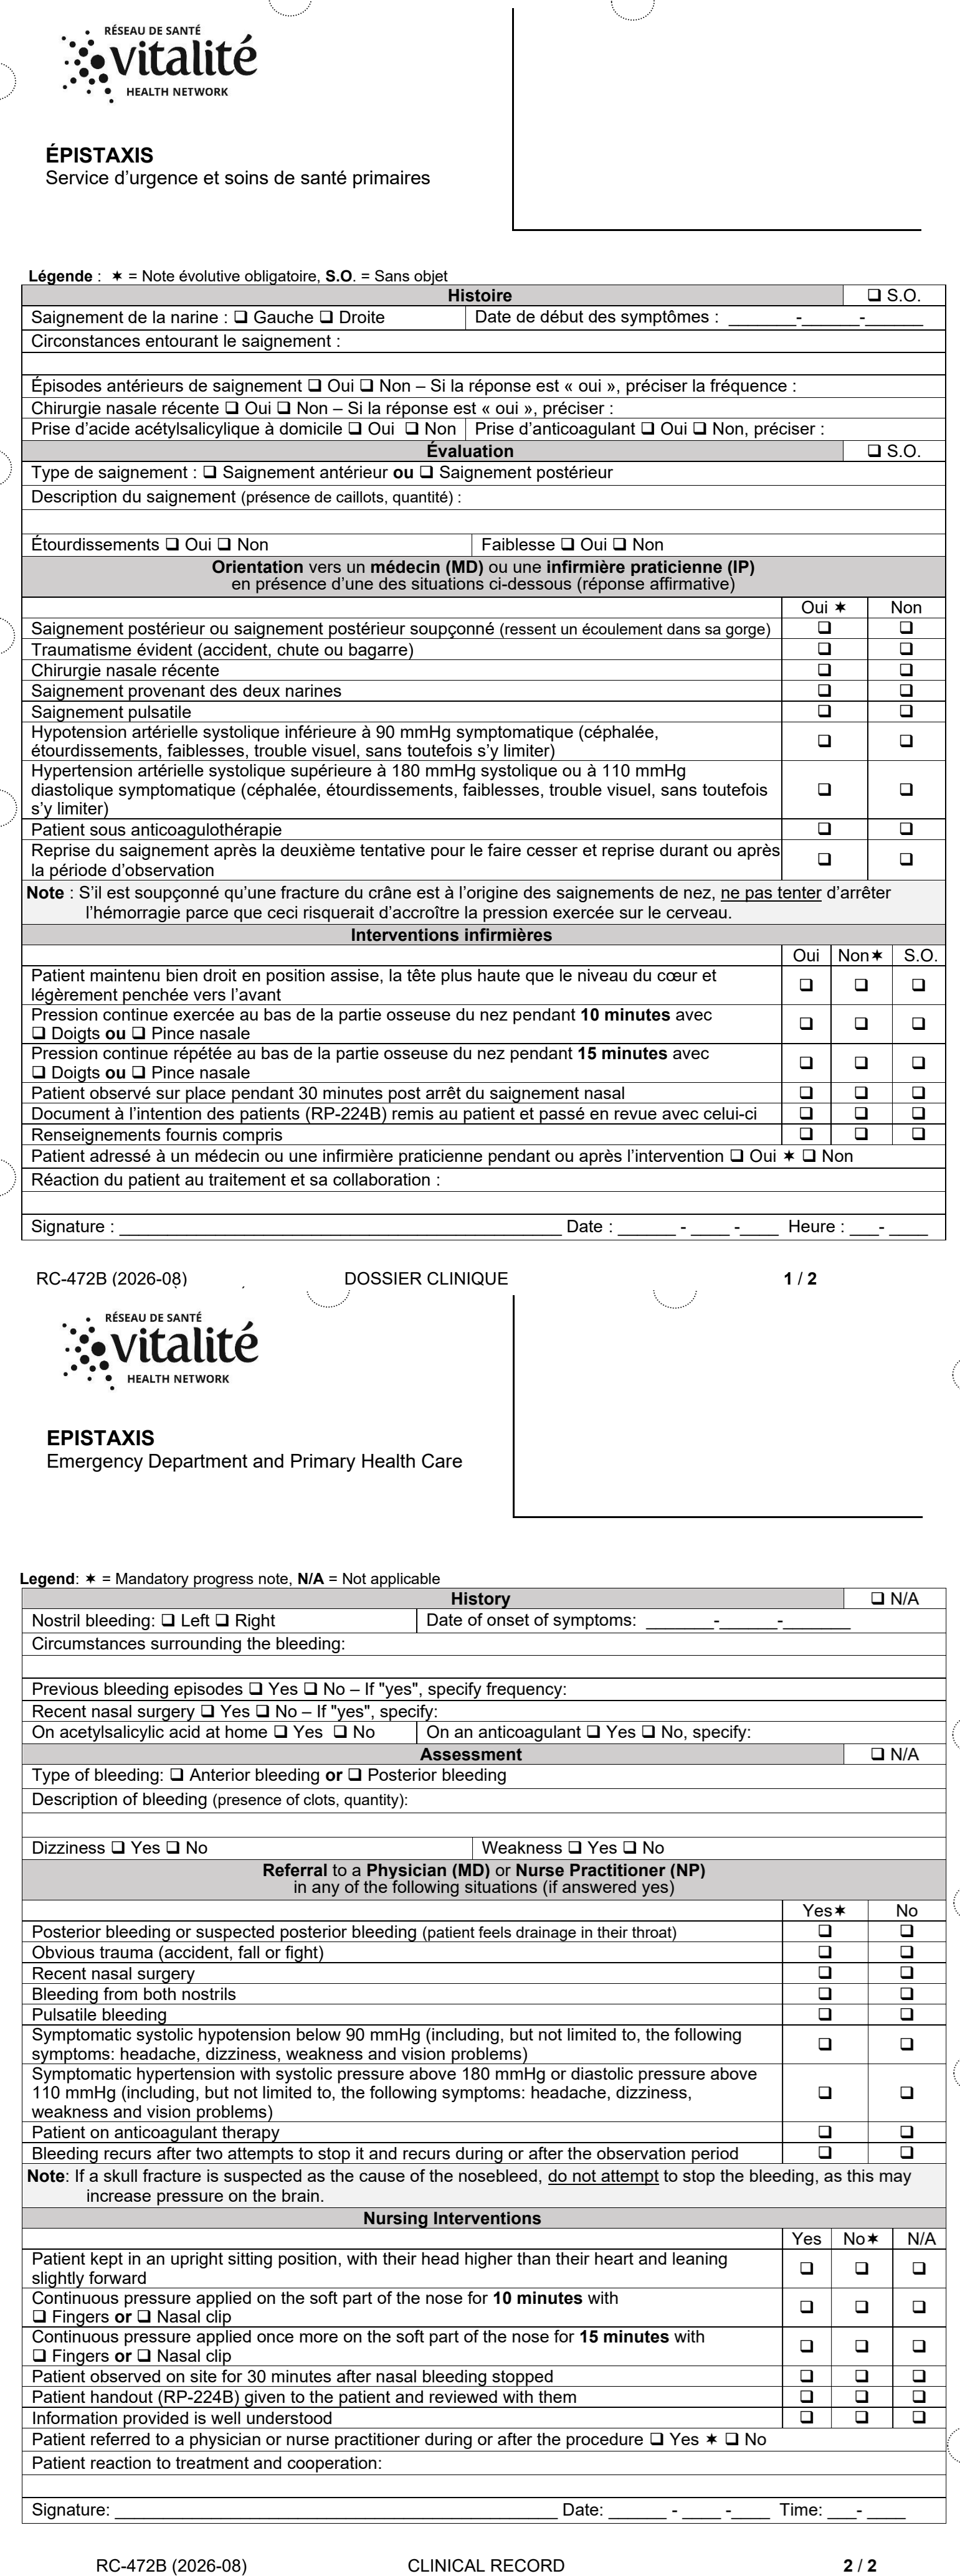 RÉSEAU DE SANTÉ
vitalité
HEALTH NETWORK
ÉPISTAXIS
Service d’urgence et soins de santé primaires
Légende : ✶ = Note évolutive obligatoire, S.O. = Sans objet
Histoire ❑ S.O.
Saignement de la narine : ❑ Gauche ❑ Droite Date de début des symptômes : _______-______-______
Circonstances entourant le saignement :
Épisodes antérieurs de saignement ❑ Oui ❑ Non – Si la réponse est « oui », préciser la fréquence :
Chirurgie nasale récente ❑ Oui ❑ Non – Si la réponse est « oui », préciser :
Prise d’acide acétylsalicylique à domicile ❑ Oui ❑ Non Prise d’anticoagulant ❑ Oui ❑ Non, préciser :
Évaluation ❑ S.O.
Type de saignement : ❑ Saignement antérieur ou ❑ Saignement postérieur
Description du saignement (présence de caillots, quantité) :
Étourdissements ❑ Oui ❑ Non Faiblesse ❑ Oui ❑ Non
Orientation vers un médecin (MD) ou une infirmière praticienne (IP)
en présence d’une des situations ci-dessous (réponse affirmative)
Oui ✶ Non
Saignement postérieur ou saignement postérieur soupçonné (ressent un écoulement dans sa gorge) ❑ ❑
Traumatisme évident (accident, chute ou bagarre) ❑ ❑
Chirurgie nasale récente ❑ ❑
Saignement provenant des deux narines ❑ ❑
Saignement pulsatile ❑ ❑
Hypotension artérielle systolique inférieure à 90 mmHg symptomatique (céphalée,
étourdissements, faiblesses, trouble visuel, sans toutefois s’y limiter) ❑ ❑
Hypertension artérielle systolique supérieure à 180 mmHg systolique ou à 110 mmHg
diastolique symptomatique (céphalée, étourdissements, faiblesses, trouble visuel, sans toutefois ❑ ❑
s’y limiter)
Patient sous anticoagulothérapie ❑ ❑
Reprise du saignement après la deuxième tentative pour le faire cesser et reprise durant ou après
la période d’observation ❑ ❑
Note : S’il est soupçonné qu’une fracture du crâne est à l’origine des saignements de nez, ne pas tenter d’arrêter
l’hémorragie parce que ceci risquerait d’accroître la pression exercée sur le cerveau.
Interventions infirmières
Oui Non✶ S.O.
Patient maintenu bien droit en position assise, la tête plus haute que le niveau du cœur et
légèrement penchée vers l’avant ❑ ❑ ❑
Pression continue exercée au bas de la partie osseuse du nez pendant 10 minutes avec
❑ Doigts ou ❑ Pince nasale ❑ ❑ ❑
Pression continue répétée au bas de la partie osseuse du nez pendant 15 minutes avec
❑ Doigts ou ❑ Pince nasale ❑ ❑ ❑
Patient observé sur place pendant 30 minutes post arrêt du saignement nasal ❑ ❑ ❑
Document à l’intention des patients (RP-224B) remis au patient et passé en revue avec celui-ci ❑ ❑ ❑
Renseignements fournis compris ❑ ❑ ❑
Patient adressé à un médecin ou une infirmière praticienne pendant ou après l’intervention ❑ Oui ✶ ❑ Non
Réaction du patient au traitement et sa collaboration :
Signature : ______________________________________________ Date : ______ - ____ -____ Heure : ___- ____
RC-472B (2026-08) DOSSIER CLINIQUE 1 / 2
RÉSEAU DE SANTÉ
vitalité
HEALTH NETWORK
EPISTAXIS
Emergency Department and Primary Health Care
Legend: ✶ = Mandatory progress note, N/A = Not applicable
History ❑ N/A
Nostril bleeding: ❑ Left ❑ Right Date of onset of symptoms: _______-______-_______
Circumstances surrounding the bleeding:
Previous bleeding episodes ❑ Yes ❑ No – If "yes", specify frequency:
Recent nasal surgery ❑ Yes ❑ No – If "yes", specify:
On acetylsalicylic acid at home ❑ Yes ❑ No On an anticoagulant ❑ Yes ❑ No, specify:
Assessment ❑ N/A
Type of bleeding: ❑ Anterior bleeding or ❑ Posterior bleeding
Description of bleeding (presence of clots, quantity):
Dizziness ❑ Yes ❑ No Weakness ❑ Yes ❑ No
Referral to a Physician (MD) or Nurse Practitioner (NP)
in any of the following situations (if answered yes)
Yes✶ No
Posterior bleeding or suspected posterior bleeding (patient feels drainage in their throat) ❑ ❑
Obvious trauma (accident, fall or fight) ❑ ❑
Recent nasal surgery ❑ ❑
Bleeding from both nostrils ❑ ❑
Pulsatile bleeding ❑ ❑
Symptomatic systolic hypotension below 90 mmHg (including, but not limited to, the following
symptoms: headache, dizziness, weakness and vision problems) ❑ ❑
Symptomatic hypertension with systolic pressure above 180 mmHg or diastolic pressure above
110 mmHg (including, but not limited to, the following symptoms: headache, dizziness, ❑ ❑
weakness and vision problems)
Patient on anticoagulant therapy ❑ ❑
Bleeding recurs after two attempts to stop it and recurs during or after the observation period ❑ ❑
Note: If a skull fracture is suspected as the cause of the nosebleed, do not attempt to stop the bleeding, as this may
increase pressure on the brain.
Nursing Interventions
Yes No✶ N/A
Patient kept in an upright sitting position, with their head higher than their heart and leaning
slightly forward ❑ ❑ ❑
Continuous pressure applied on the soft part of the nose for 10 minutes with
❑ Fingers or ❑ Nasal clip ❑ ❑ ❑
Continuous pressure applied once more on the soft part of the nose for 15 minutes with
❑ Fingers or ❑ Nasal clip ❑ ❑ ❑
Patient observed on site for 30 minutes after nasal bleeding stopped ❑ ❑ ❑
Patient handout (RP-224B) given to the patient and reviewed with them ❑ ❑ ❑
Information provided is well understood ❑ ❑ ❑
Patient referred to a physician or nurse practitioner during or after the procedure ❑ Yes ✶ ❑ No
Patient reaction to treatment and cooperation:
Signature: ______________________________________________ Date: ______ - ____ -____ Time: ___- ____
RC-472B (2026-08) CLINICAL RECORD 2 / 2